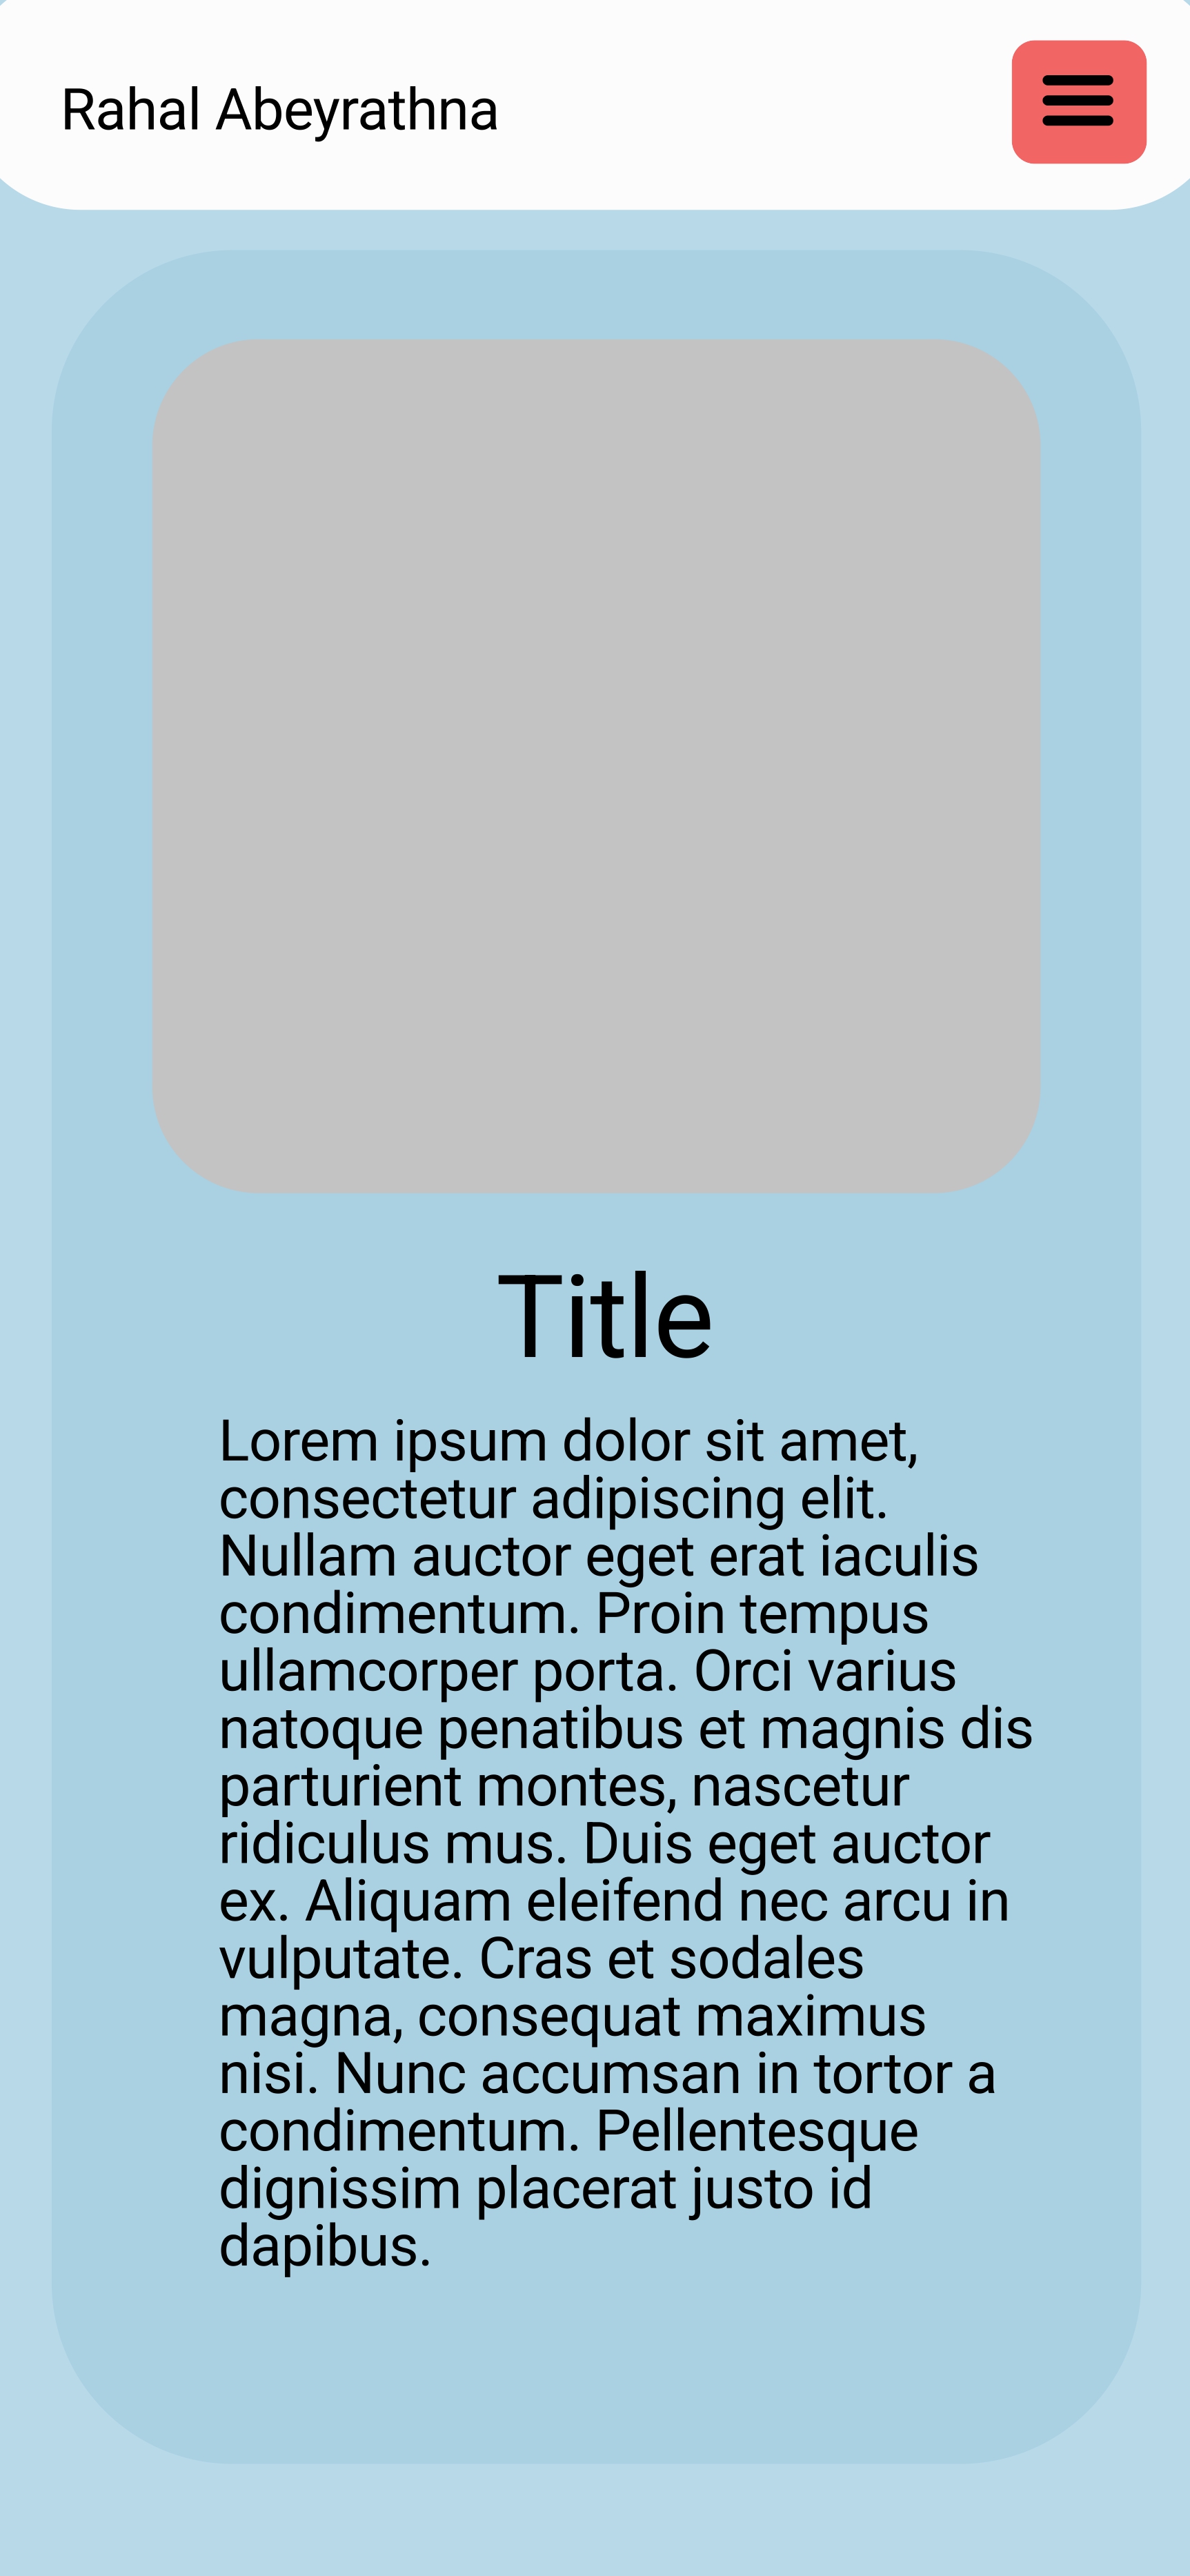 Rahal Abeyrathna
Title
Lorem ipsum dolor sit amet,
consectetur adipiscing elit.
Nullam auctor eget erat iaculis
condimentum. Proin tempus
ullamcorper porta. Orci varius
natoque penatibus et magnis dis
parturient montes, nascetur
ridiculus mus. Duis eget auctor
ex. Aliquam eleifend nec arcu in
vulputate. Cras et sodales
magna, consequat maximus
nisi. Nunc accumsan in tortor a
condimentum. Pellentesque
dignissim placerat justo id
dapibus.